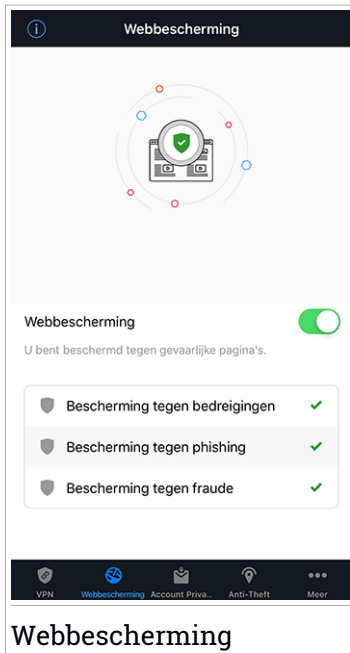 Webbescherming
Webbescherming
U bent beschermd tegen gevaarlijke pagina's.
Bescherming tegen bedreigingen
Bescherming tegen phishing
Bescherming tegen fraude
VPN Webbescherming Account Priva... Anti-Theft Meer
Webbescherming